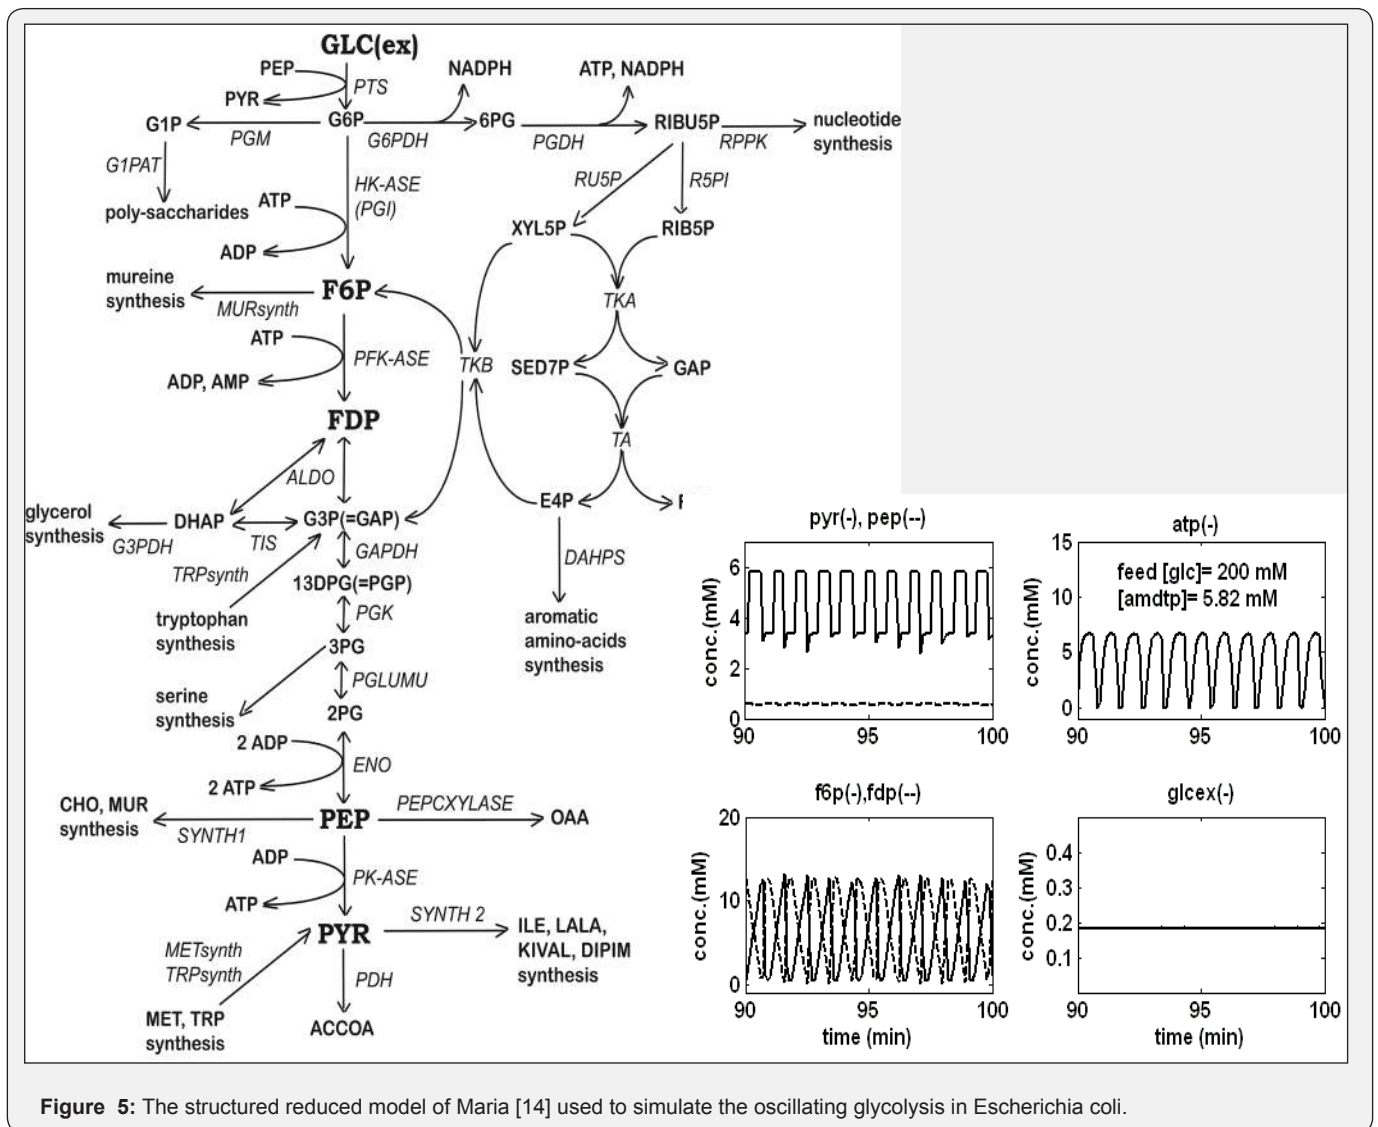 GLC(ex)
PEP
PYR
PTS
NADPH
ATP, NADPH
G1P
PGM
G6P
G6PDH
6PG
PGDH
RIBU5P
RPPK
nucleotide
synthesis
G1PAT
poly-saccharides
HK-ASE
(PGI)
ATP
ADP
RU5P
R5PI
XYL5P
RIB5P
mureine
synthesis
MURsynth
F6P
TKA
ATP
ADP, AMP
PFK-ASE
TKB
SED7P
GAP
FDP
TA
ALDO
E4P
F
glycerol
synthesis
G3PDH
DHAP
TIS
G3P(=GAP)
GAPDH
DAHPS
TRPsynth
13DPG(=PGP)
PGK
tryptophan
synthesis
aromatic
amino-acids
synthesis
3PG
PGLUMU
serine
synthesis
2PG
2 ADP
2 ATP
ENO
CHO, MUR
synthesis
SYNTH1
PEP
PEPCXYLASE
OAA
ADP
ATP
PK-ASE
PYR
SYNTH 2
ILE, LALA,
KIVAL, DIPIM
synthesis
METsynth
TRPsynth
PDH
MET, TRP
synthesis
ACCOA
pyr(-), pep(--)
conc.(mM)
6
4
2
0
90
95
100
atp(-)
feed [glc]= 200 mM
[amdtp]= 5.82 mM
conc.(mM)
15
10
5
0
90
95
100
f6p(-),fdp(--)
conc.(mM)
20
10
0
90
95
100
time (min)
glcex(-)
conc.(mM)
0.4
0.3
0.2
0.1
90
95
100
time (min)
Figure 5: The structured reduced model of Maria [14] used to simulate the oscillating glycolysis in Escherichia coli.